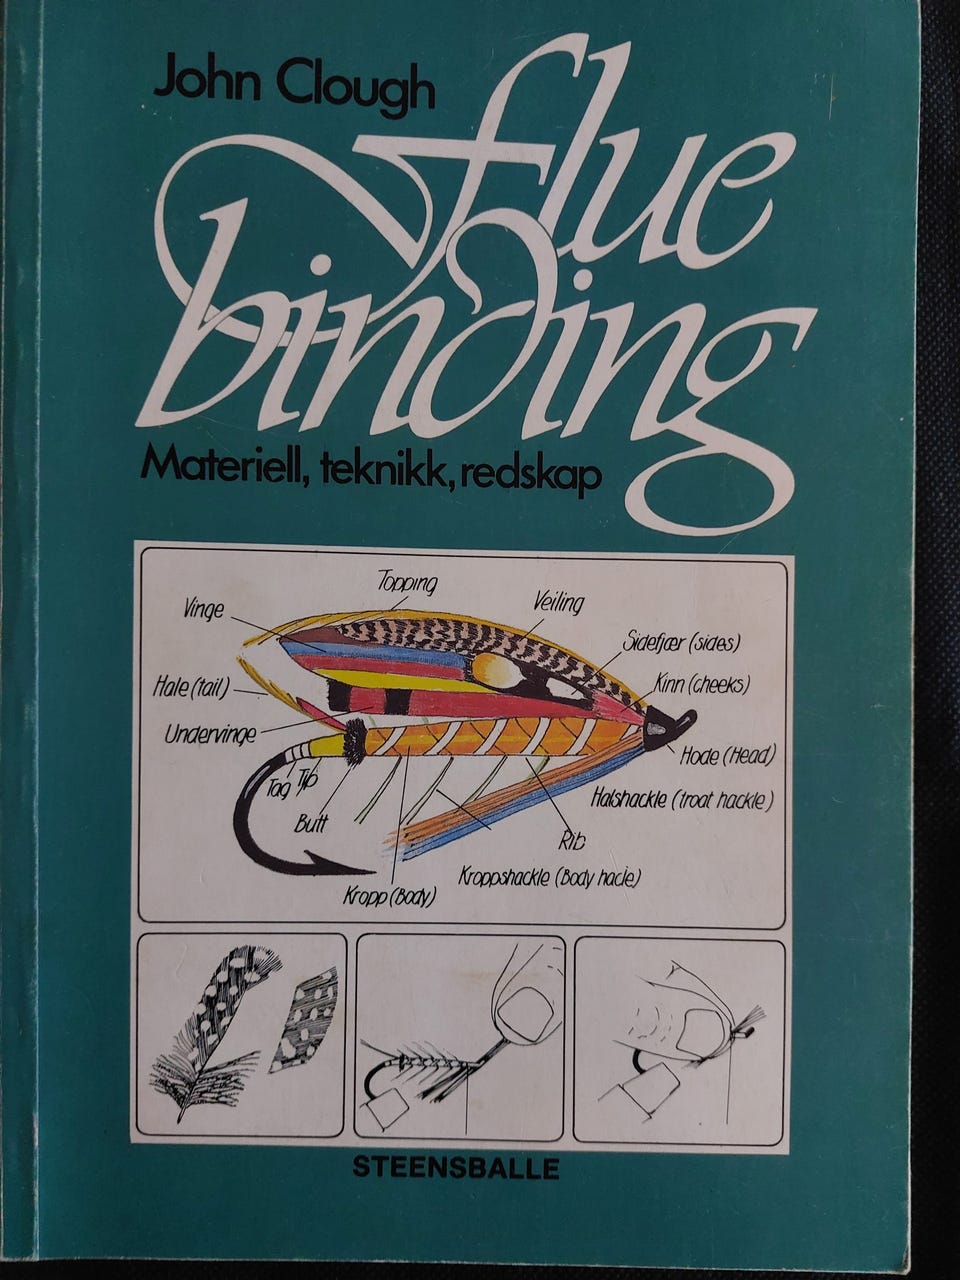 John Clough
flue
binding
Materiell, teknikk, redskap
Topping
Vinge
Veiling
Sidefjær (sides)
Hale (tail)
Kinn (cheeks)
Undervinge
Hode (Head)
Tag Tip
Halshackle (troat hackle)
Butt
Rib
Kroppshackle (Body hacle)
Kropp (Body)
STEENSBALLE